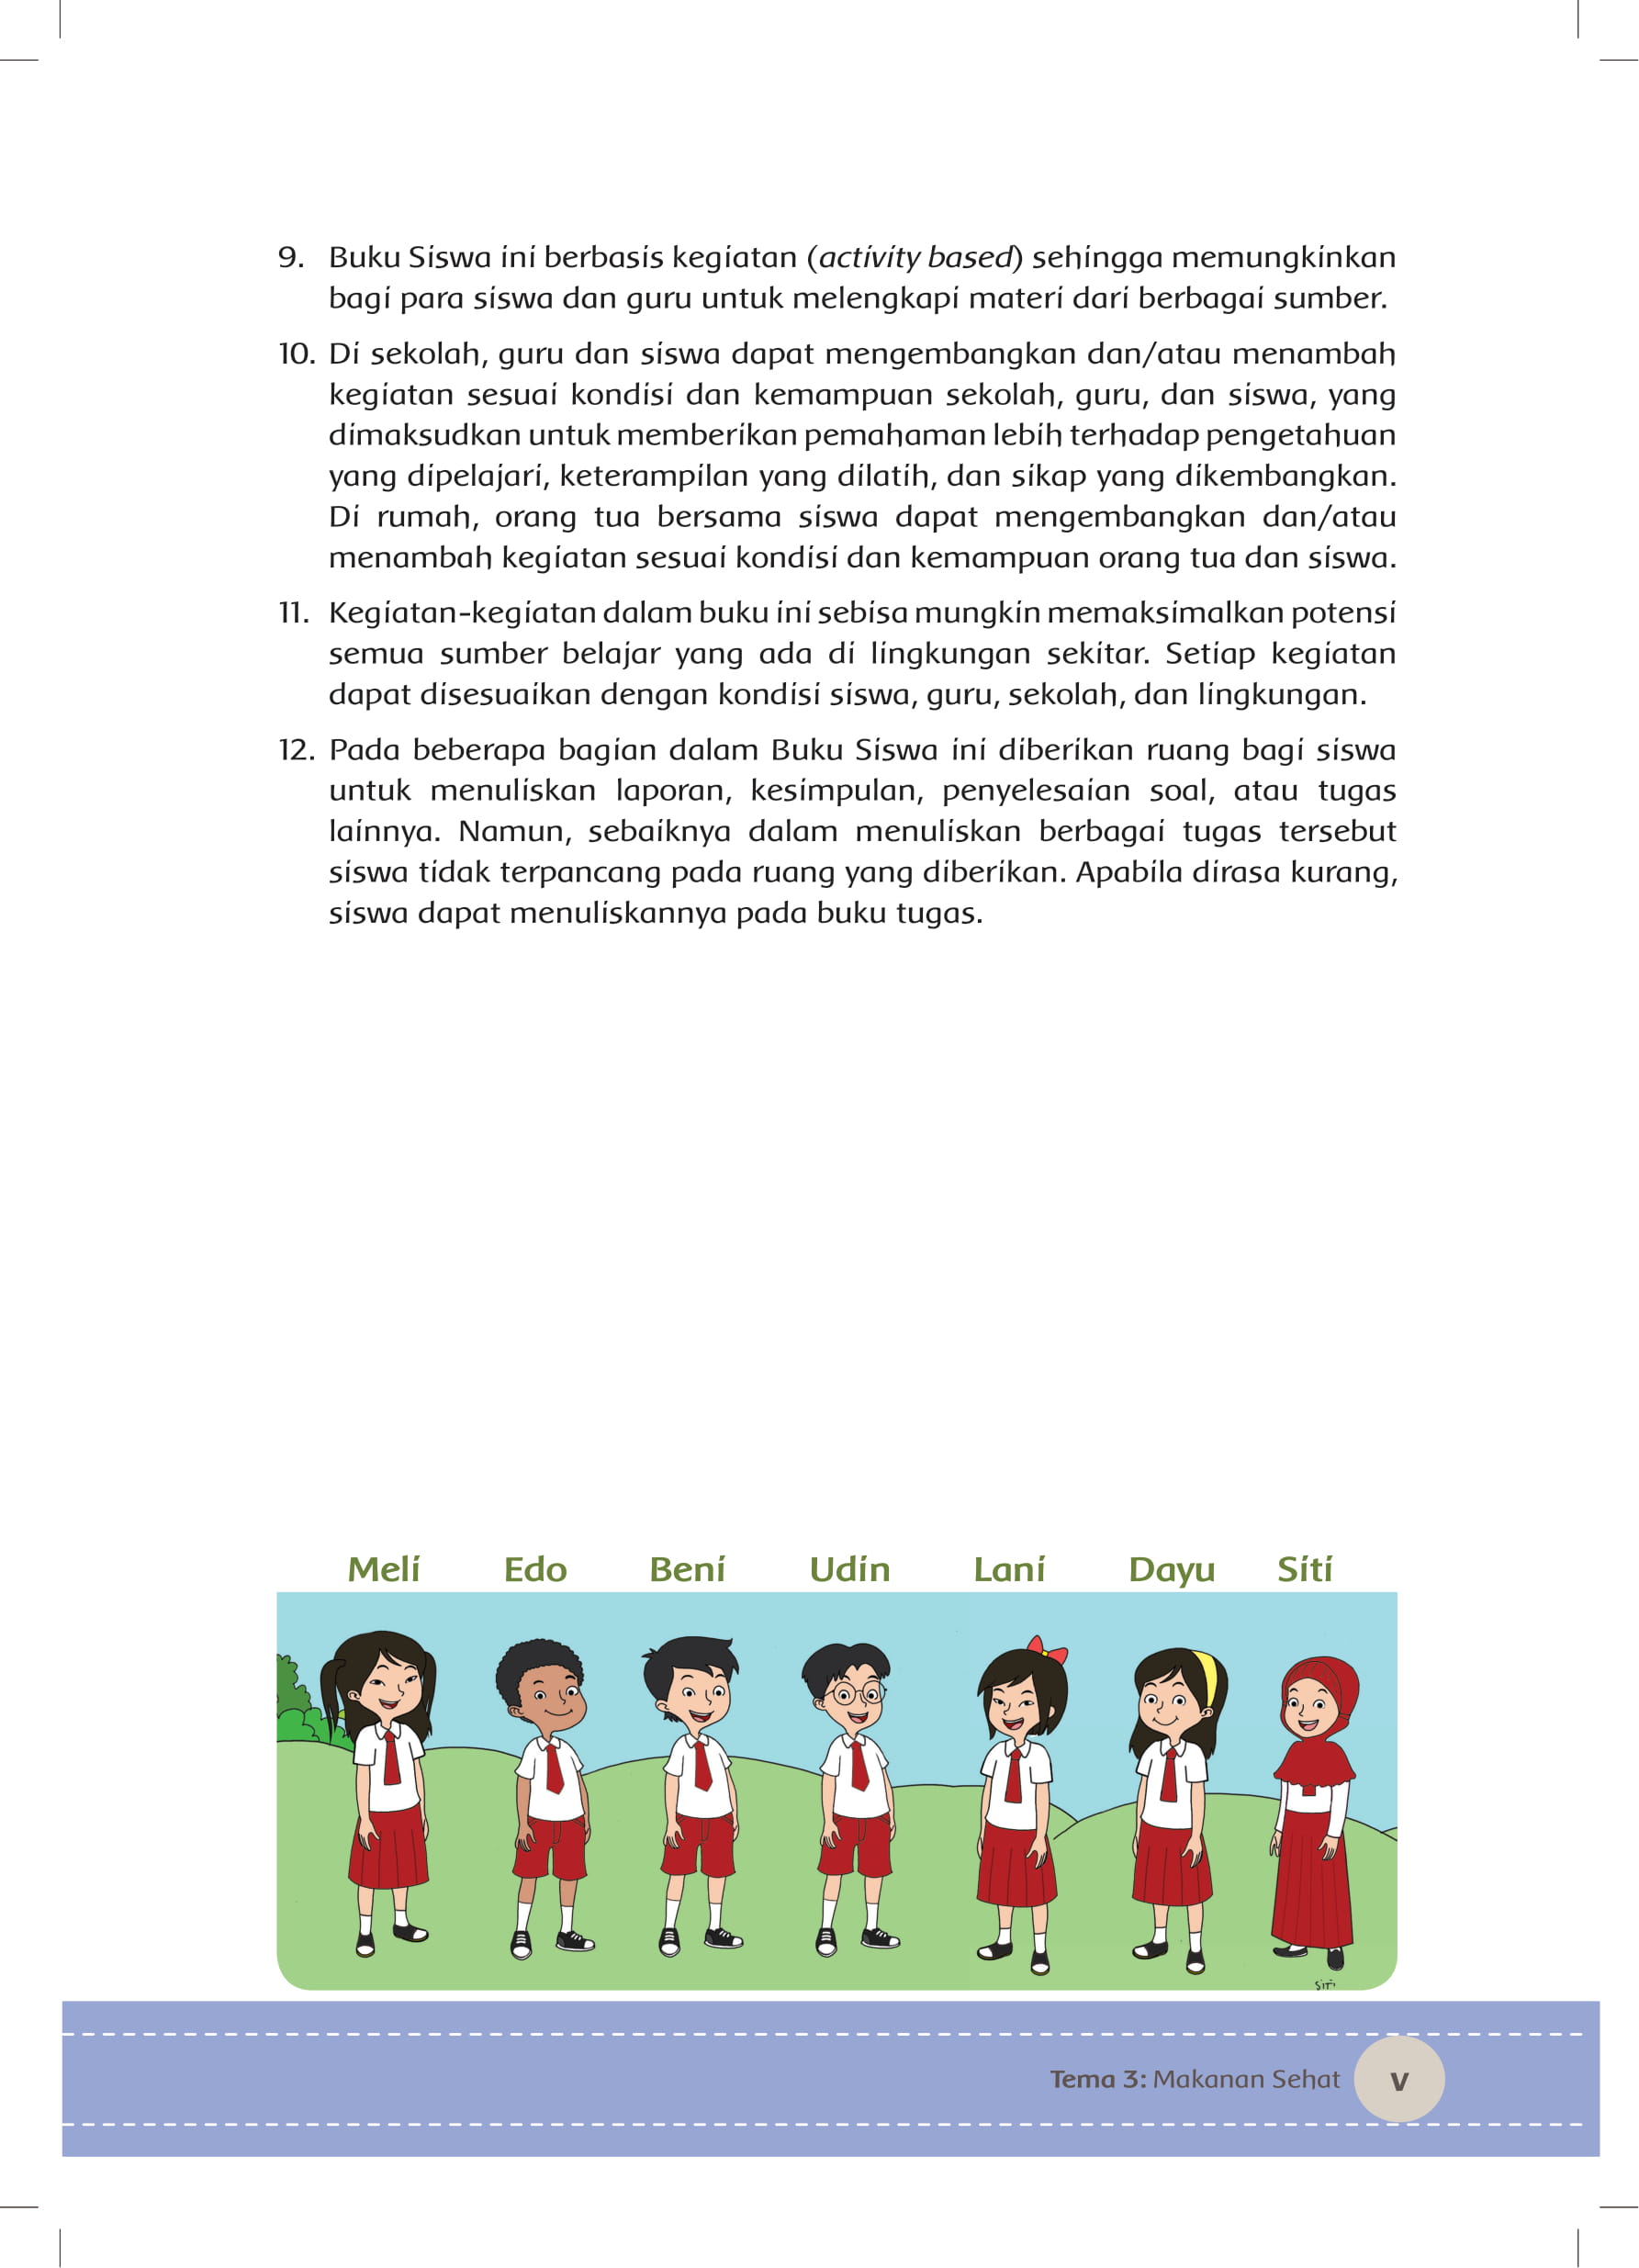 9. Buku Siswa ini berbasis kegiatan (activity based) sehingga memungkinkan
bagi para siswa dan guru untuk melengkapi materi dari berbagai sumber.
10. Di sekolah, guru dan siswa dapat mengembangkan dan/atau menambah
kegiatan sesuai kondisi dan kemampuan sekolah, guru, dan siswa, yang
dimaksudkan untuk memberikan pemahaman lebih terhadap pengetahuan
yang dipelajari, keterampilan yang dilatih, dan sikap yang dikembangkan.
Di rumah, orang tua bersama siswa dapat mengembangkan dan/atau
menambah kegiatan sesuai kondisi dan kemampuan orang tua dan siswa.
11. Kegiatan-kegiatan dalam buku ini sebisa mungkin memaksimalkan potensi
semua sumber belajar yang ada di lingkungan sekitar. Setiap kegiatan
dapat disesuaikan dengan kondisi siswa, guru, sekolah, dan lingkungan.
12. Pada beberapa bagian dalam Buku Siswa ini diberikan ruang bagi siswa
untuk menuliskan laporan, kesimpulan, penyelesaian soal, atau tugas
lainnya. Namun, sebaiknya dalam menuliskan berbagai tugas tersebut
siswa tidak terpancang pada ruang yang diberikan. Apabila dirasa kurang,
siswa dapat menuliskannya pada buku tugas.
Meli Edo Beni Udin Lani Dayu Siti
Siti
Tema 3: Makanan Sehat v